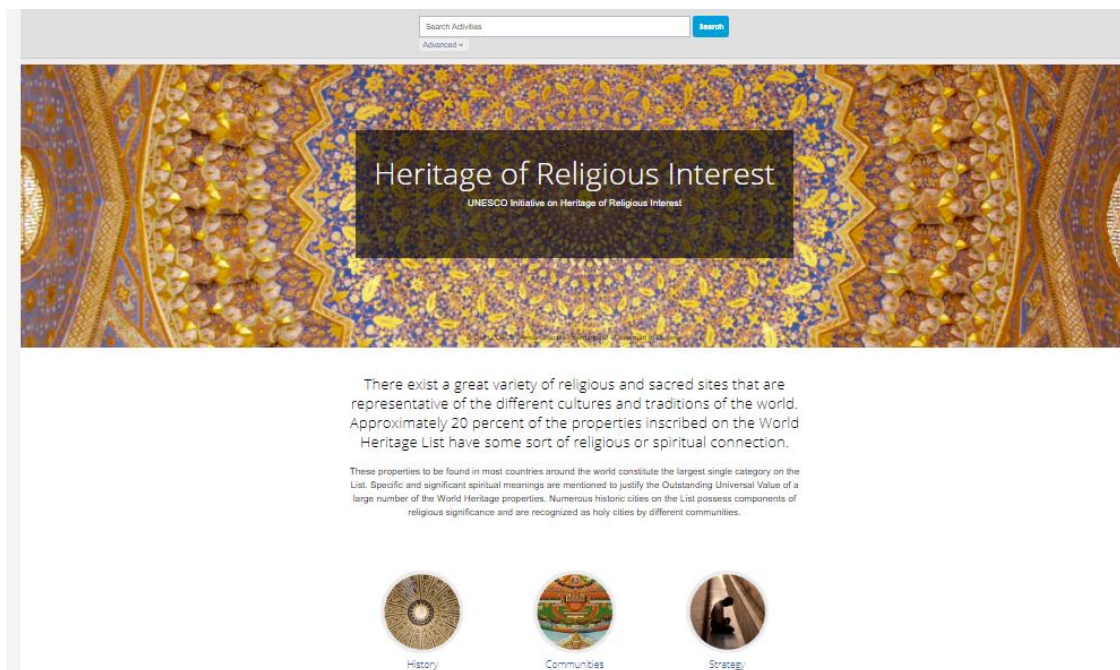 Search Activities
Search
Advanced
Heritage of Religious Interest
UNESCO Initiative on Heritage of Religious Interest
There exist a great variety of religious and sacred sites that are
representative of the different cultures and traditions of the world.
Approximately 20 percent of the properties inscribed on the World
Heritage List have some sort of religious or spiritual connection.
These properties to be found in most countries around the world constitute the largest single category on the
List. Specific and significant spiritual meanings are mentioned to justify the Outstanding Universal Value of a
large number of the World Heritage properties. Numerous historic cities on the List possess components of
religious significance and are recognized as holy cities by different communities.
History
Communities
Strategy